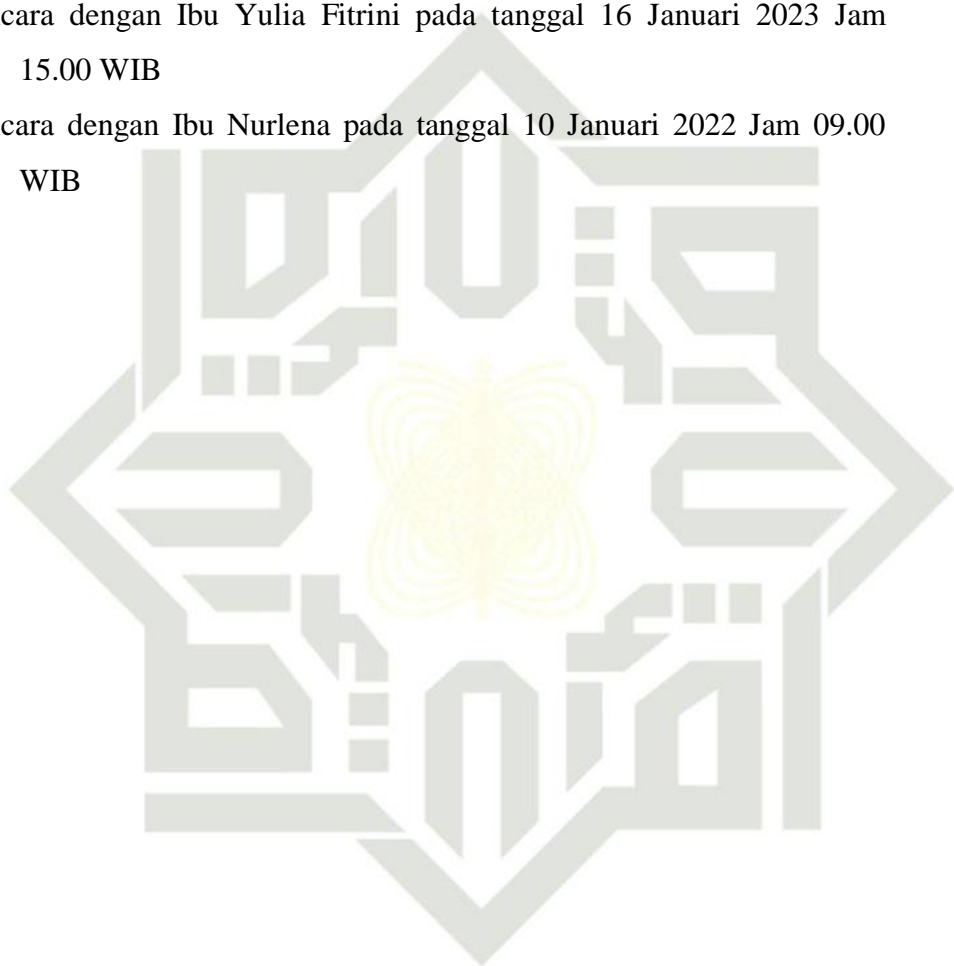 cara dengan Ibu Yulia Fitrini pada tanggal 16 Januari 2023 Jam
15.00 WIB
cara dengan Ibu Nurlena pada tanggal 10 Januari 2022 Jam 09.00
WIB